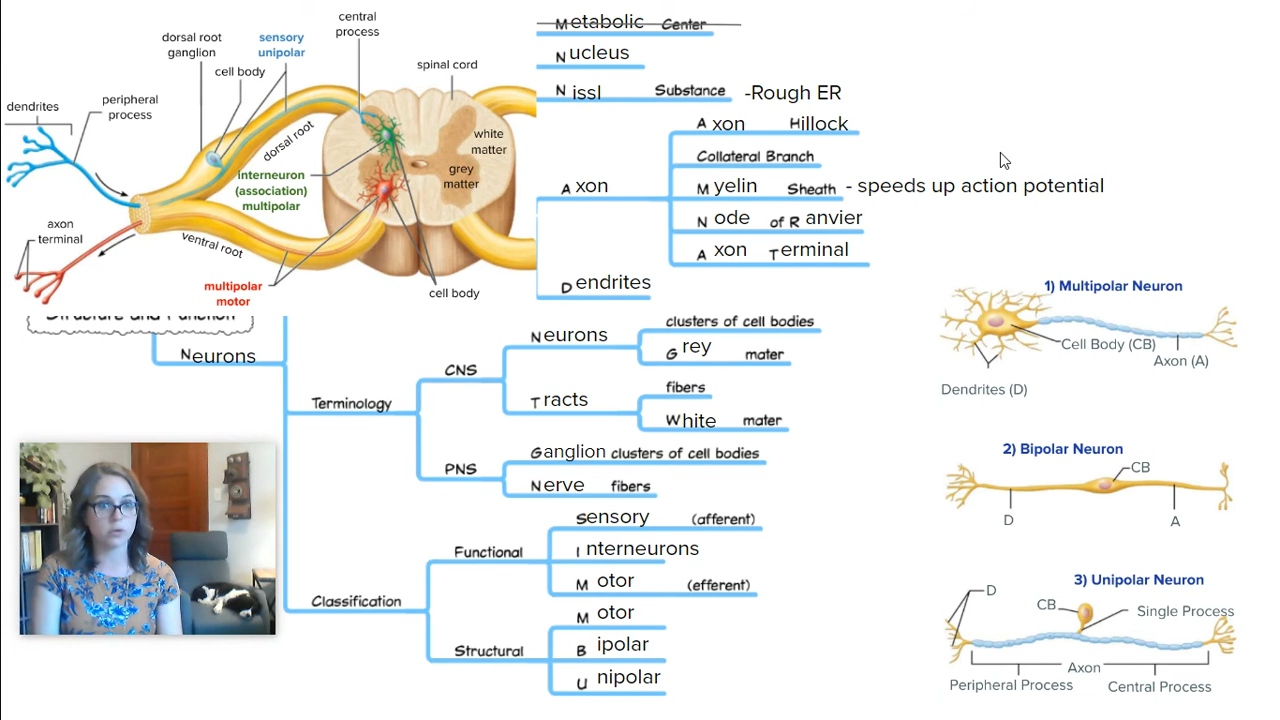 central
process
dorsal root
ganglion
sensory
unipolar
cell body
spinal cord
dendrites
peripheral
process
white
matter
dorsal root
grey
matter
interneuron
(association)
multipolar
axon
terminal
ventral root
multipolar
motor
cell body
Metabolic Center
Nucleus
Nissl Substance -Rough ER
Axon
Axon Hillock
Collateral Branch
Myelin Sheath - speeds up action potential
Node of Ranvier
Axon Terminal
Dendrites
Structure and Function
Neurons
Terminology
CNS
Neurons
clusters of cell bodies
Grey mater
Tracts
fibers
White mater
PNS
Ganglion clusters of cell bodies
Nerve fibers
Classification
Functional
Sensory (afferent)
Interneurons
Motor (efferent)
Structural
Motor
Bipolar
Unipolar
1) Multipolar Neuron
Cell Body (CB)
Axon (A)
Dendrites (D)
2) Bipolar Neuron
CB
D
A
3) Unipolar Neuron
D
CB
Single Process
Axon
Peripheral Process
Central Process